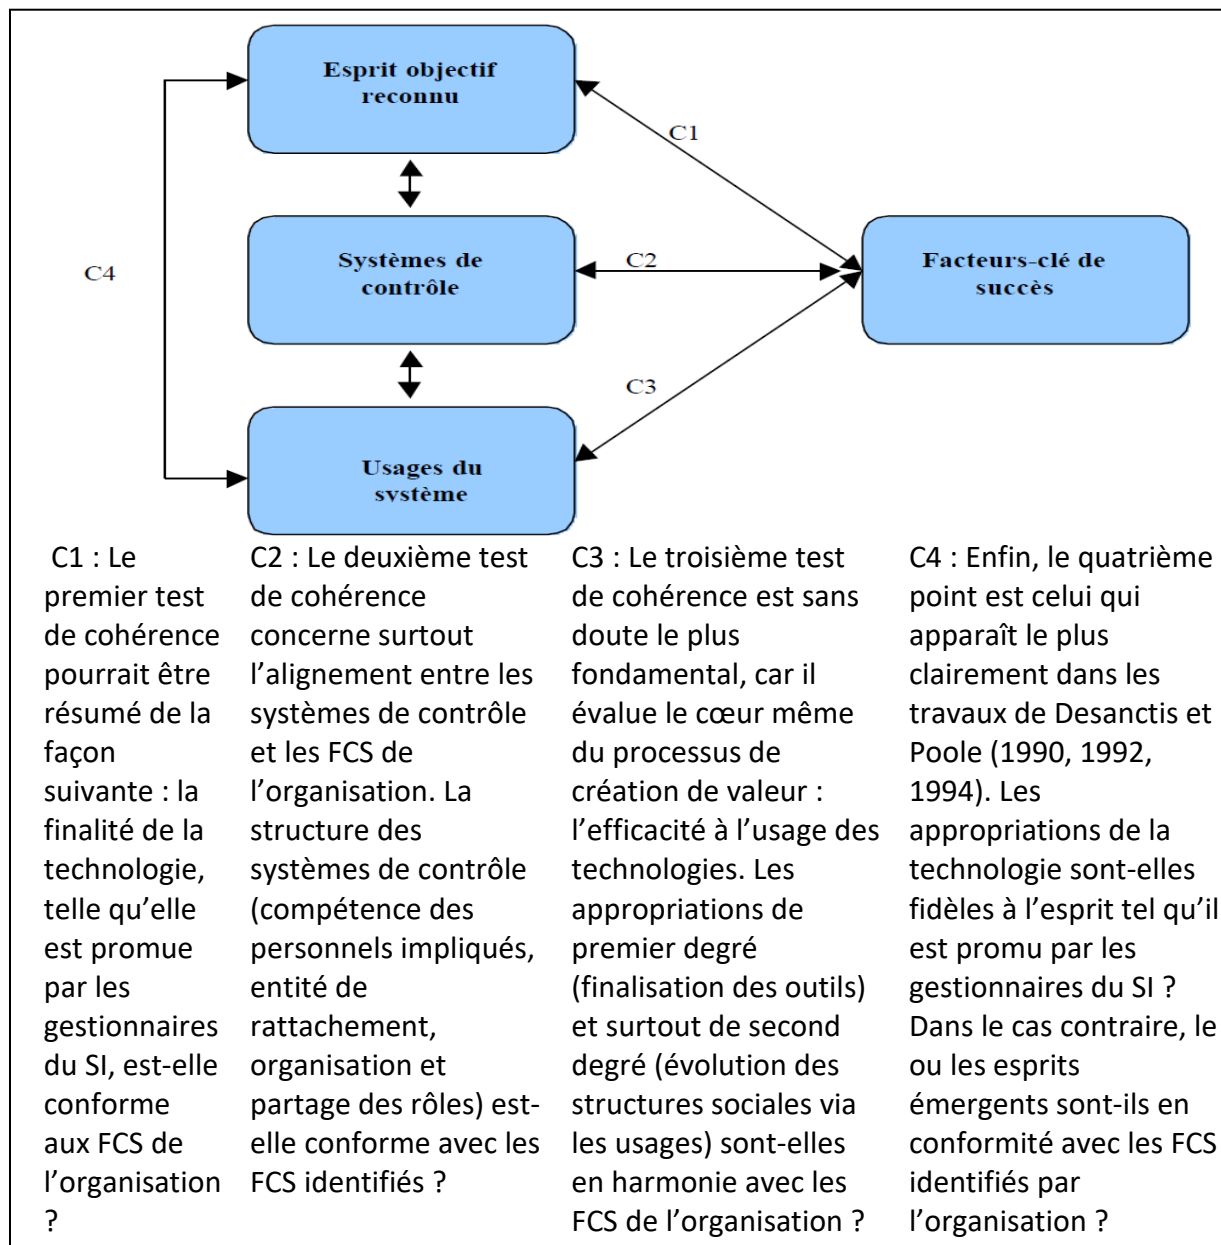 Esprit objectif
reconnu
C1
Systèmes de
contrôle
C2
Facteurs-clé de
succès
C4
C3
Usages du
système
C1 : Le
premier test
de cohérence
pourrait être
résumé de la
façon
suivante : la
finalité de la
technologie,
telle qu’elle
est promue
par les
gestionnaires
du SI, est-elle
conforme
aux FCS de
l’organisation
?
C2 : Le deuxième test
de cohérence
concerne surtout
l’alignement entre les
systèmes de contrôle
et les FCS de
l’organisation. La
structure des
systèmes de contrôle
(compétence des
personnels impliqués,
entité de
rattachement,
organisation et
partage des rôles) est-
elle conforme avec les
FCS identifiés ?
C3 : Le troisième test
de cohérence est sans
doute le plus
fondamental, car il
évalue le cœur même
du processus de
création de valeur :
l’efficacité à l’usage des
technologies. Les
appropriations de
premier degré
(finalisation des outils)
et surtout de second
degré (évolution des
structures sociales via
les usages) sont-elles
en harmonie avec les
FCS de l’organisation ?
C4 : Enfin, le quatrième
point est celui qui
apparaît le plus
clairement dans les
travaux de Desanctis et
Poole (1990, 1992,
1994). Les
appropriations de la
technologie sont-elles
fidèles à l’esprit tel qu’il
est promu par les
gestionnaires du SI ?
Dans le cas contraire, le
ou les esprits
émergents sont-ils en
conformité avec les FCS
identifiés par
l’organisation ?